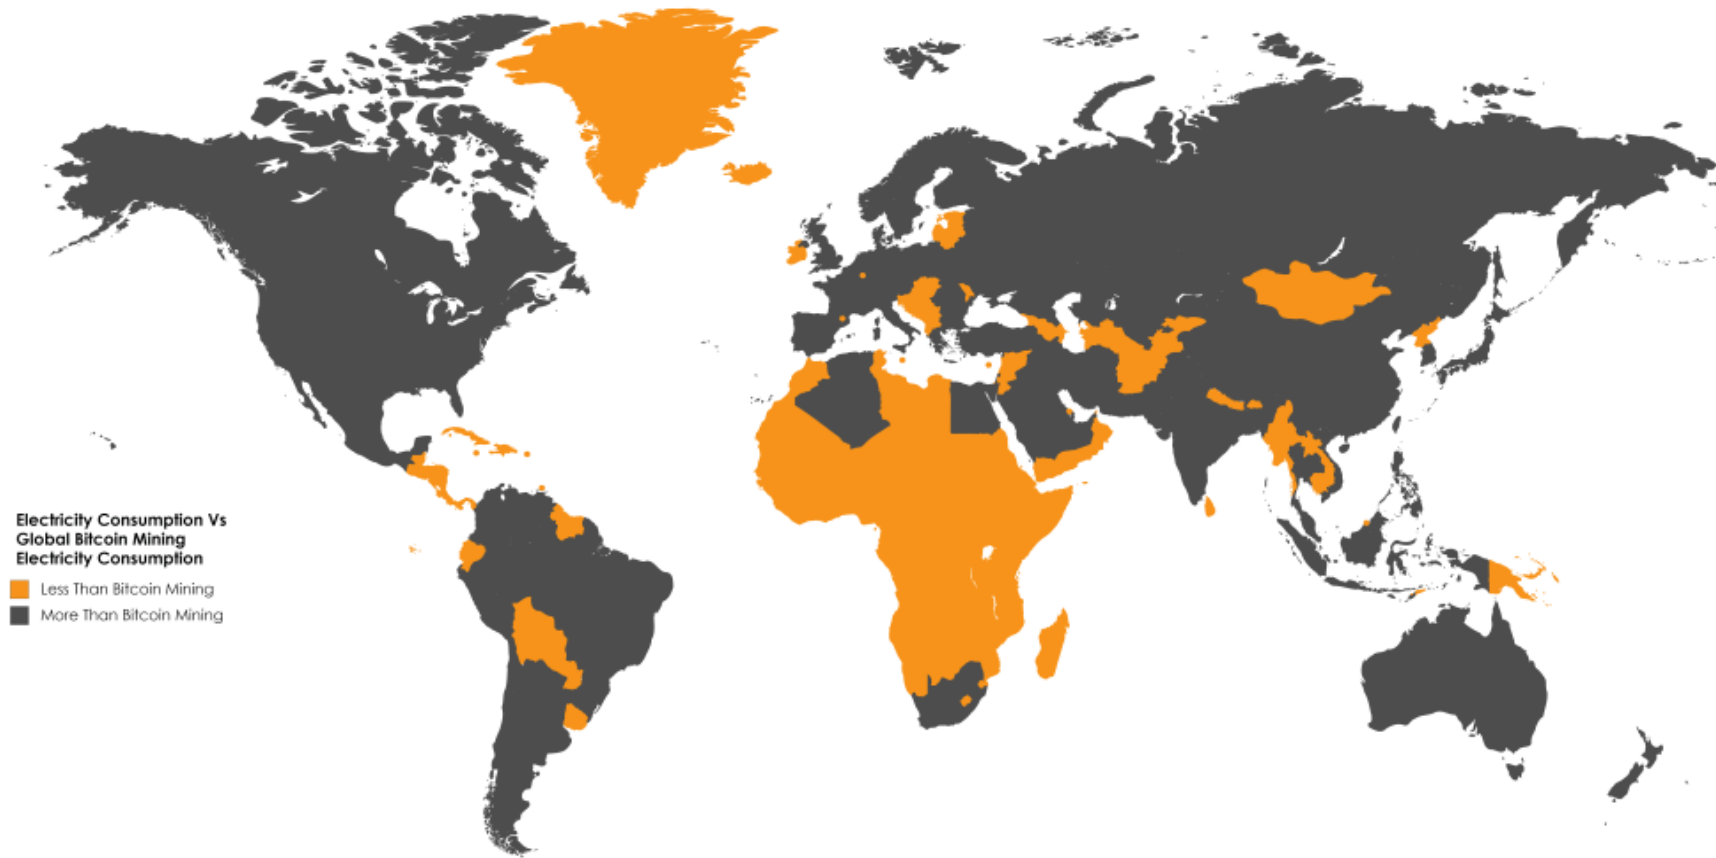 Electricity Consumption Vs
Global Bitcoin Mining
Electricity Consumption
Less Than Bitcoin Mining
More Than Bitcoin Mining